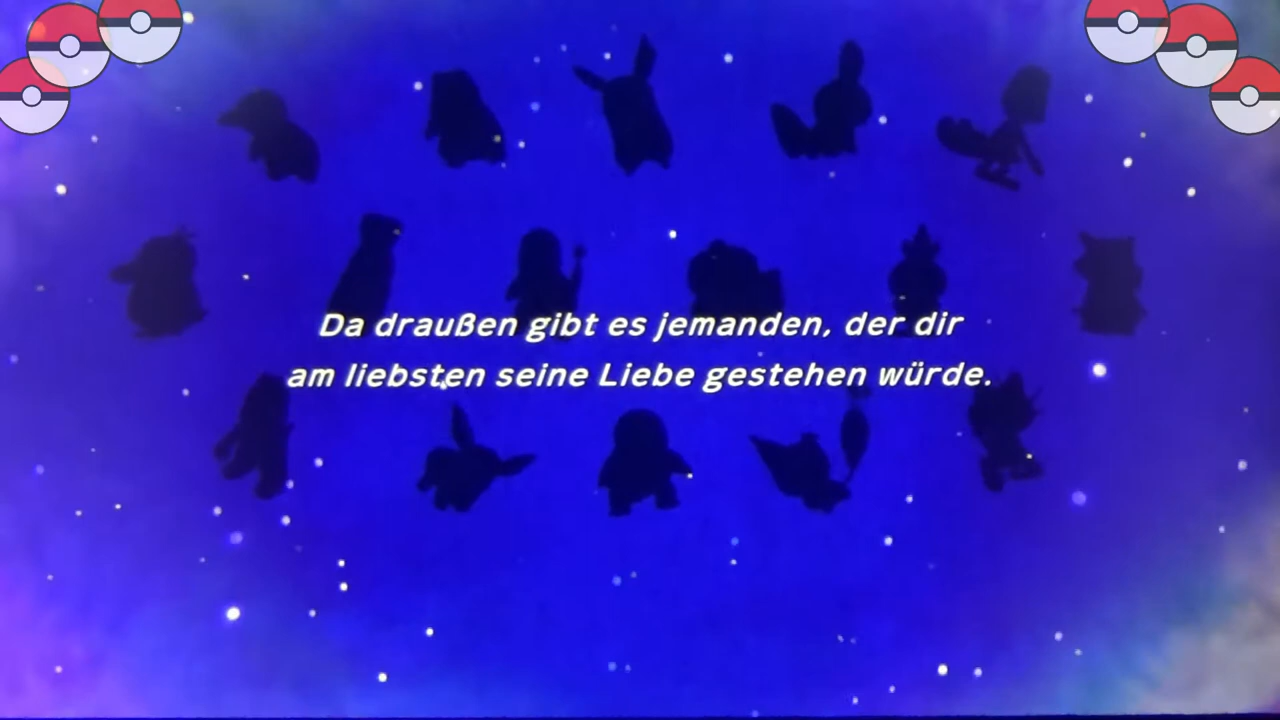 Da draußen gibt es jemanden, der dir
am liebsten seine Liebe gestehen würde.